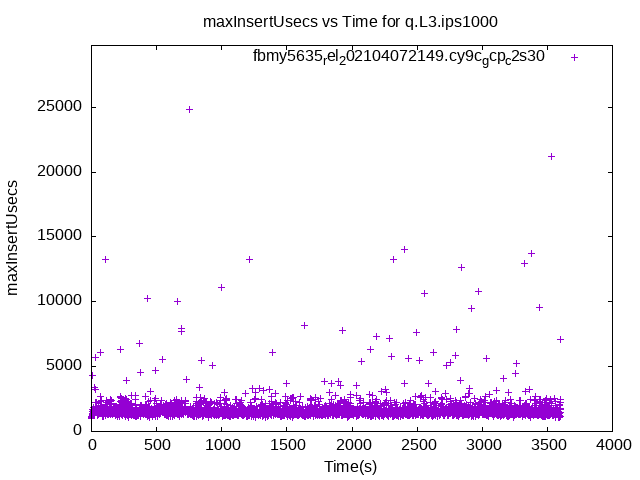 maxInsertUsecs vs Time for q.L3.ips1000
fbmy5635rel202104072149.cy9cgcpc2s30
maxInsertUsecs
25000
20000
15000
10000
5000
0
0 500 1000 1500 2000 2500 3000 3500 4000
Time(s)